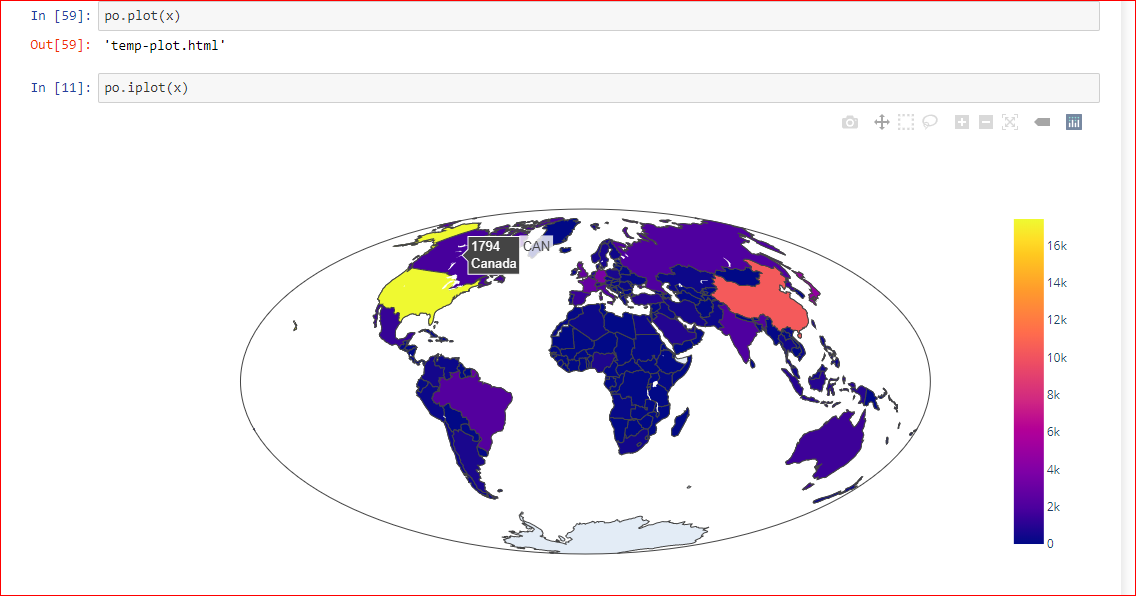 In [59]: po.plot(x)
Out[59]: 'temp-plot.html'
In [11]: po.iplot(x)
1794 CAN
Canada
16k
14k
12k
10k
8k
6k
4k
2k
0